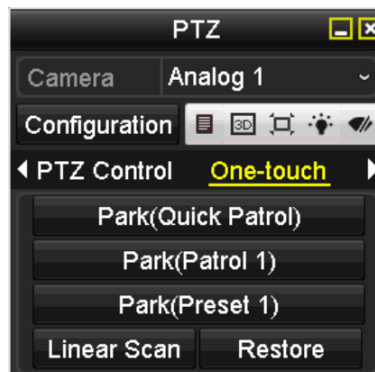 PTZ
Camera Analog 1
Configuration 3D
PTZ Control One-touch
Park(Quick Patrol)
Park(Patrol 1)
Park(Preset 1)
Linear Scan Restore